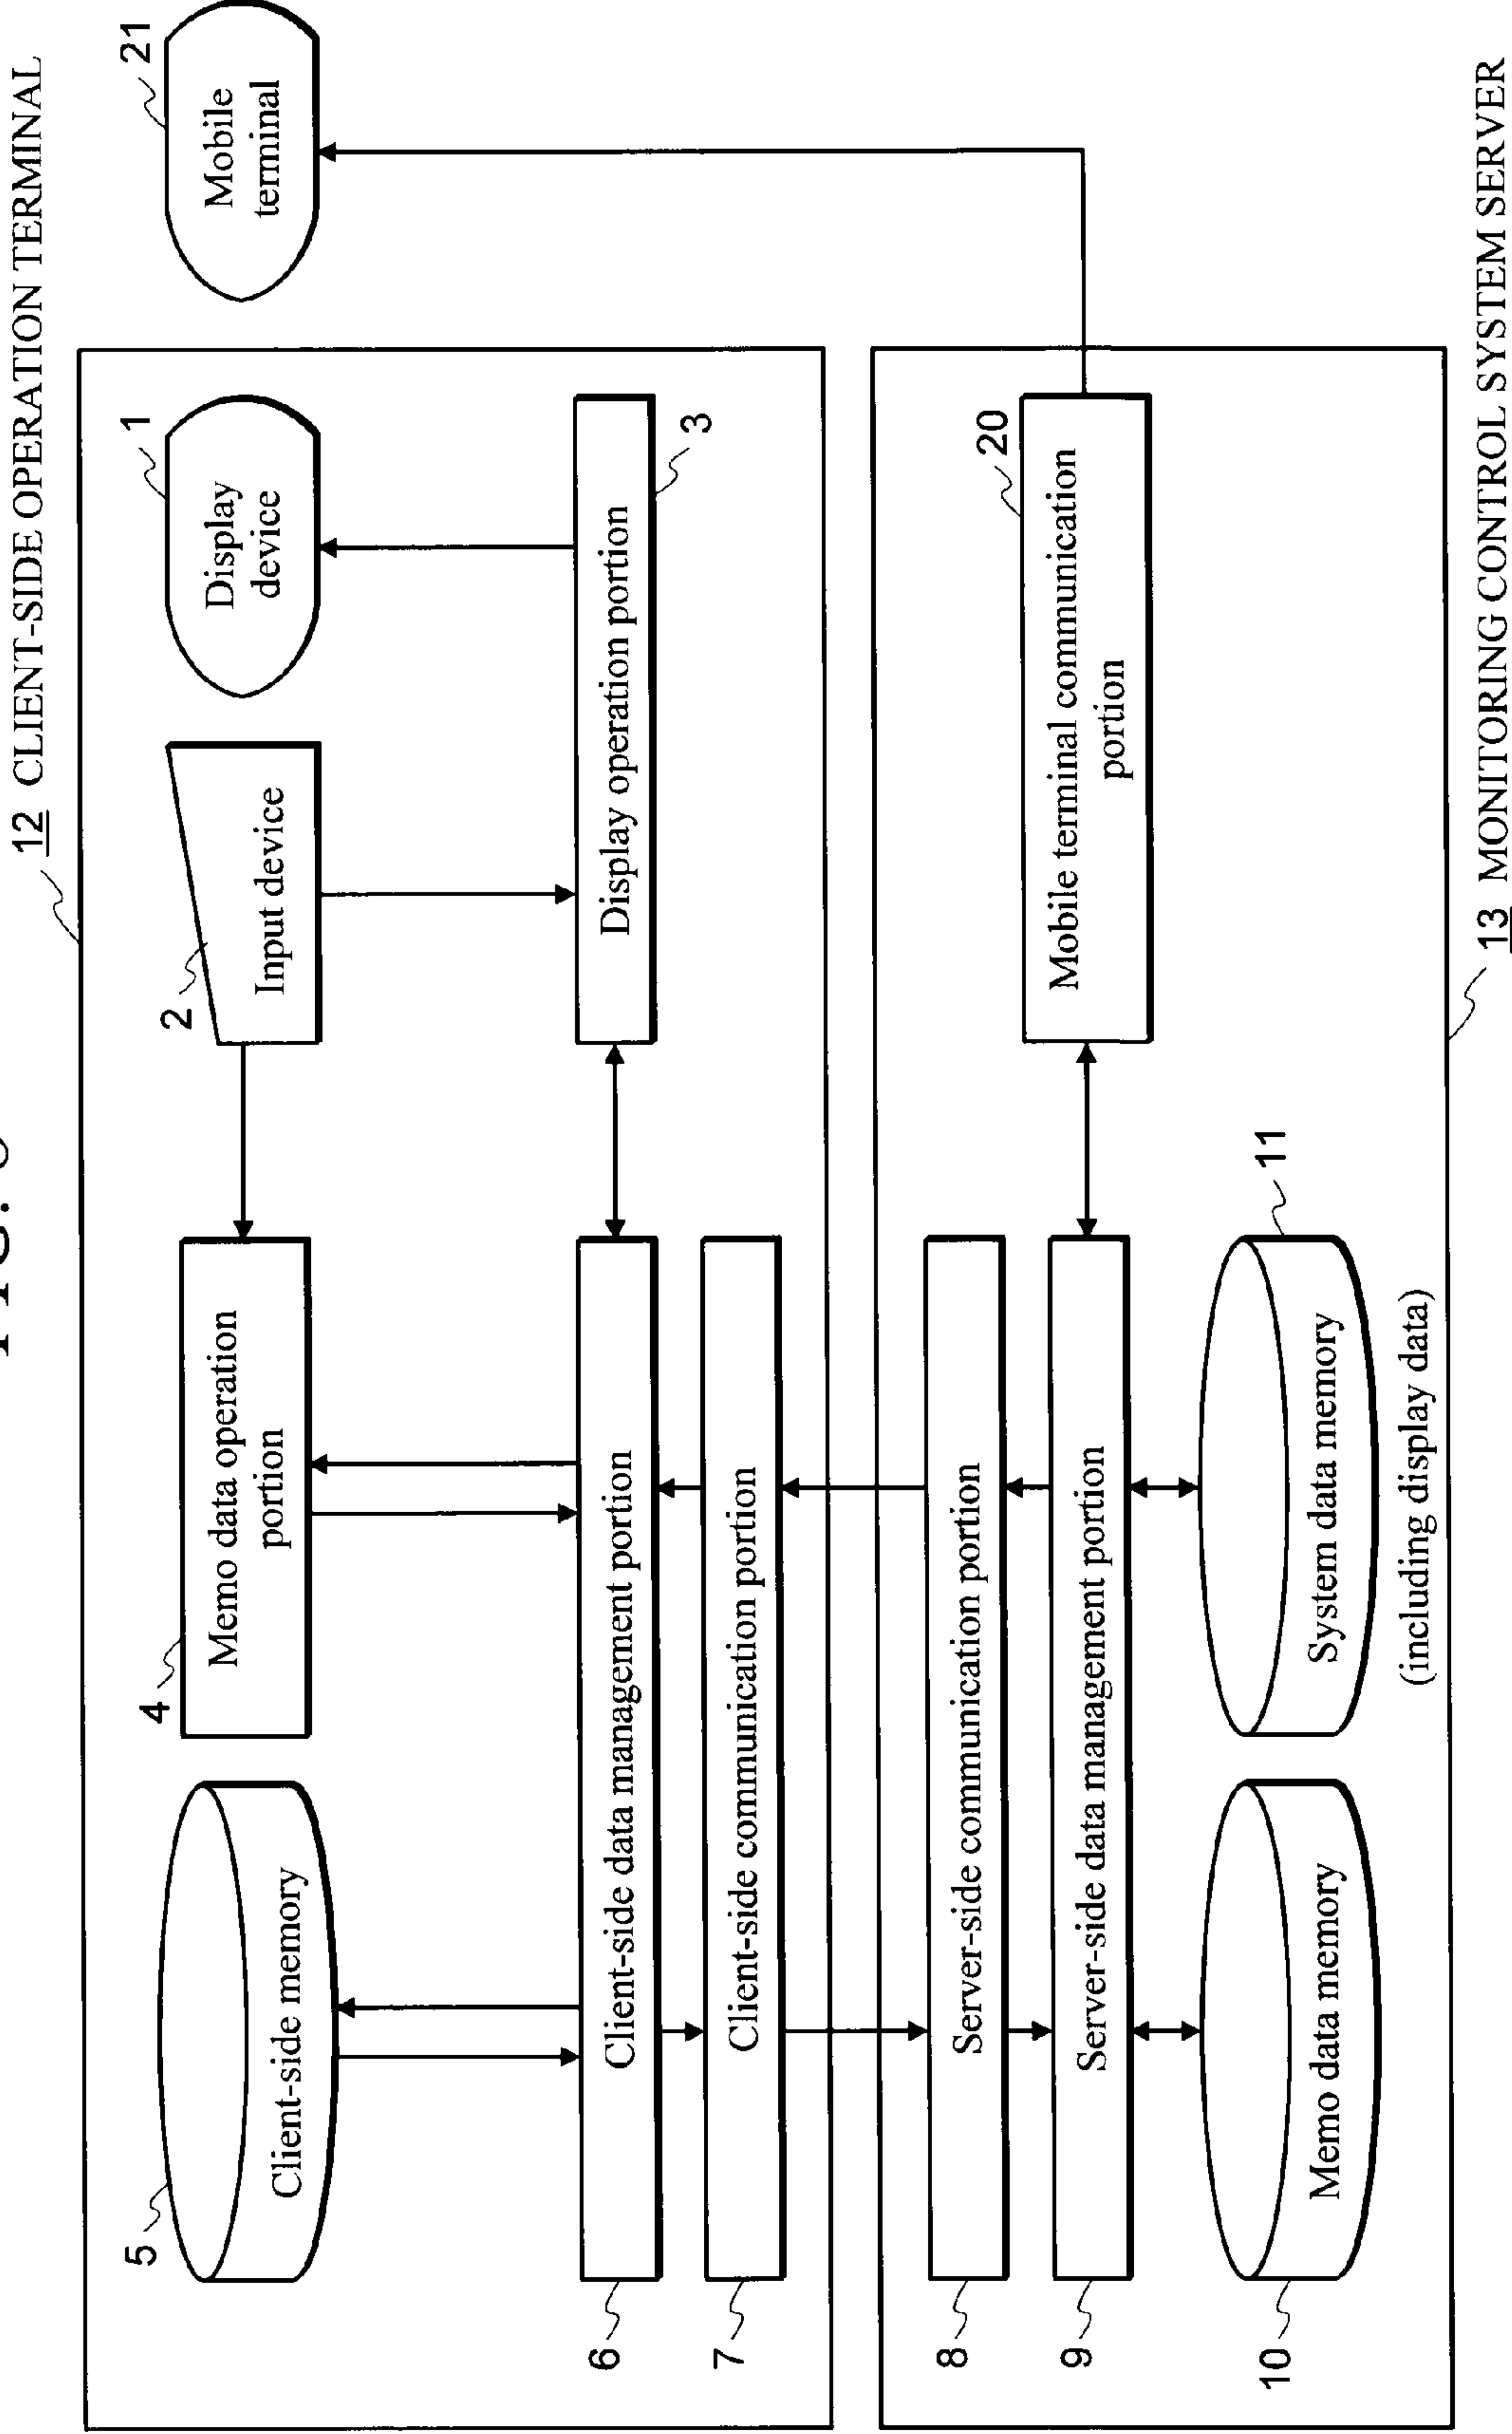 12 CLIENT-SIDE OPERATION TERMINAL
5
Client-side memory
4
Memo data operation
portion
2
Input device
1
Display
device
21
Mobile
terminal
6
Client-side data management portion
Display operation portion
3
7
Client-side communication portion
8
Server-side communication portion
9
Server-side data management portion
20
Mobile terminal communication
portion
10
Memo data memory
11
System data memory
(including display data)
13 MONITORING CONTROL SYSTEM SERVER